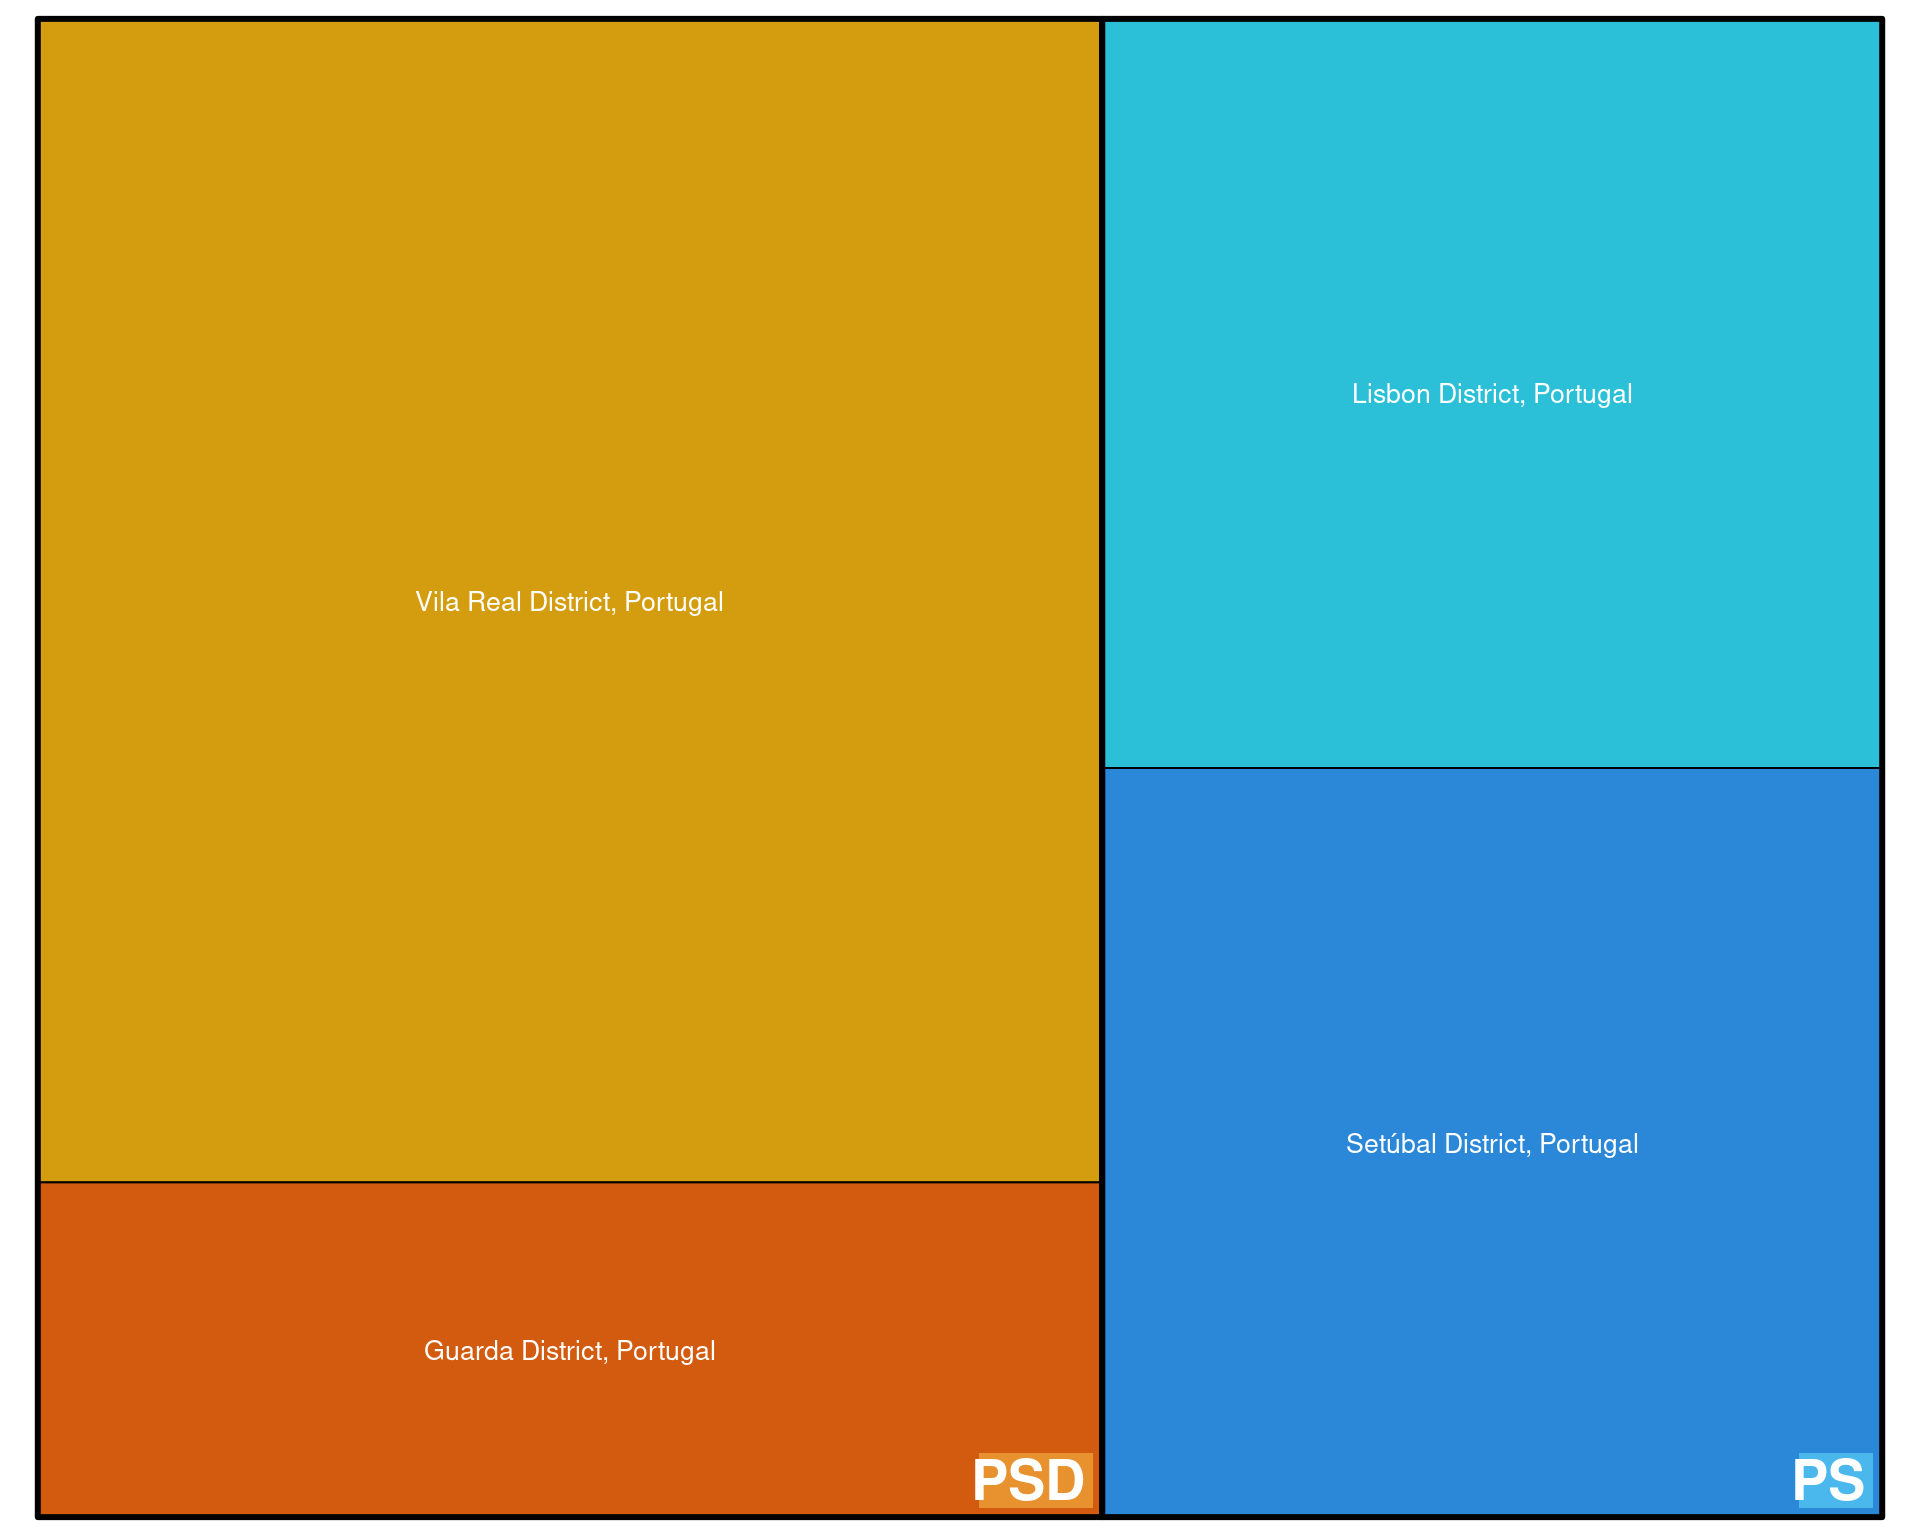 Vila Real District, Portugal
Guarda District, Portugal
PSD
Lisbon District, Portugal
Setúbal District, Portugal
PS